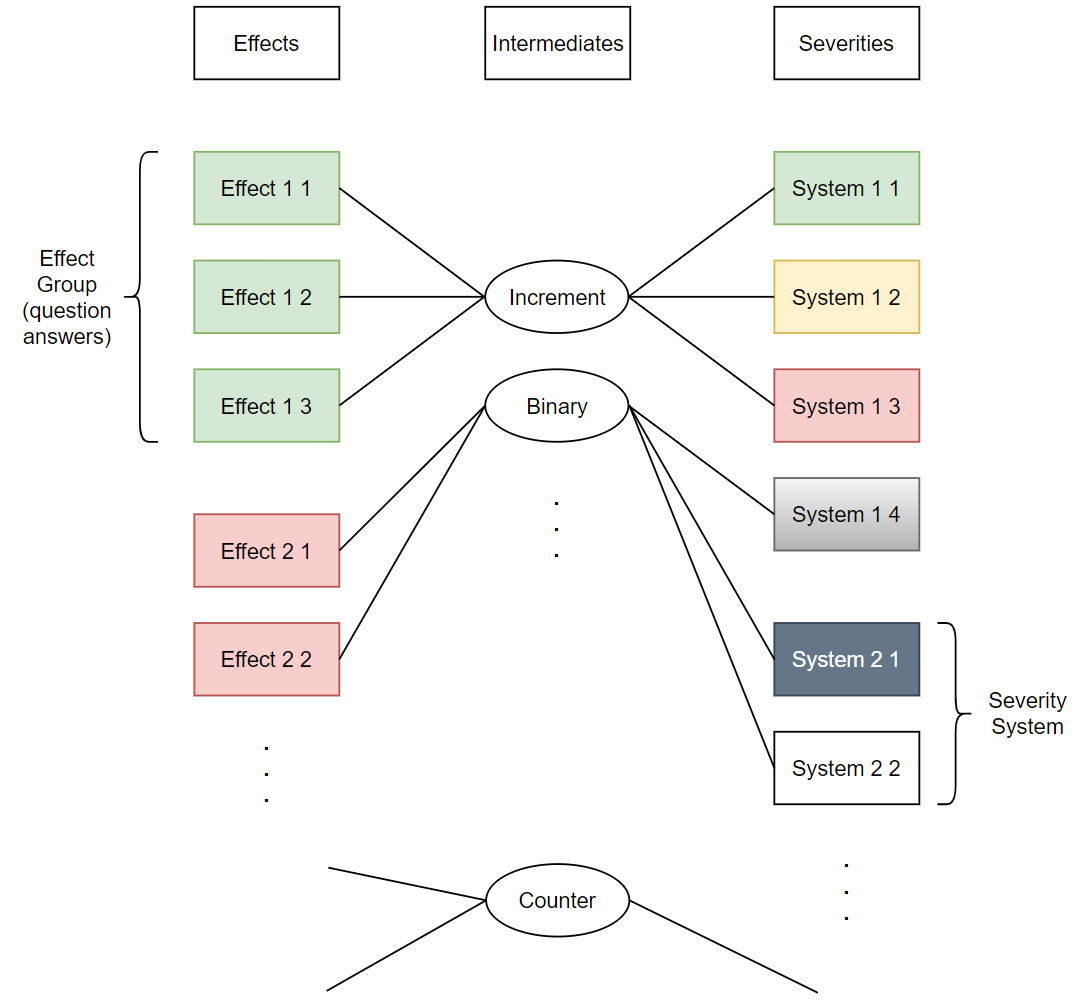 Effects
Intermediates
Severities
Effect 1 1
System 1 1
Effect
Group
(question
answers)
Effect 1 2
Increment
System 1 2
Effect 1 3
Binary
System 1 3
System 1 4
Effect 2 1
Effect 2 2
System 2 1
Severity
System
System 2 2
Counter